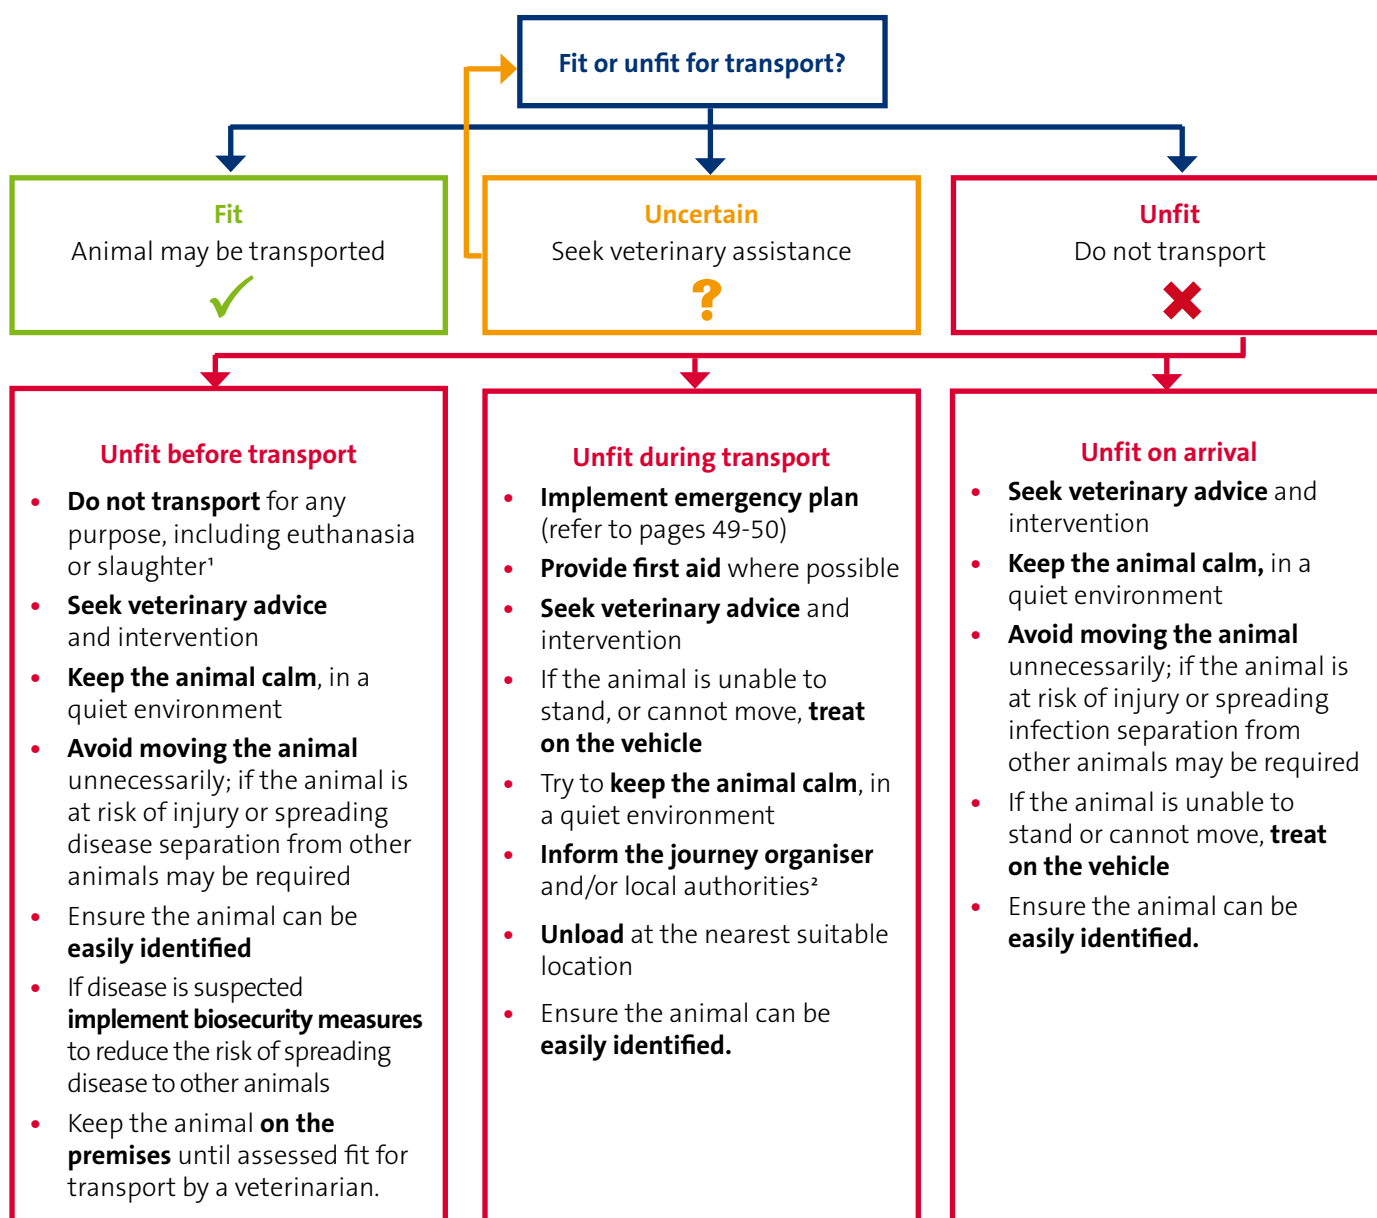 Fit or unfit for transport?
Fit
Animal may be transported
Uncertain
Seek veterinary assistance
?
Unfit
Do not transport
Unfit before transport
• Do not transport for any
purpose, including euthanasia
or slaughter¹
• Seek veterinary advice
and intervention
• Keep the animal calm, in a
quiet environment
• Avoid moving the animal
unnecessarily; if the animal is
at risk of injury or spreading
disease separation from other
animals may be required
• Ensure the animal can be
easily identified
• If disease is suspected
implement biosecurity measures
to reduce the risk of spreading
disease to other animals
• Keep the animal on the
premises until assessed fit for
transport by a veterinarian.
Unfit during transport
• Implement emergency plan
(refer to pages 49-50)
• Provide first aid where possible
• Seek veterinary advice and
intervention
• If the animal is unable to
stand, or cannot move, treat
on the vehicle
• Try to keep the animal calm, in
a quiet environment
• Inform the journey organiser
and/or local authorities²
• Unload at the nearest suitable
location
• Ensure the animal can be
easily identified.
Unfit on arrival
• Seek veterinary advice and
intervention
• Keep the animal calm, in a
quiet environment
• Avoid moving the animal
unnecessarily; if the animal is
at risk of injury or spreading
infection separation from
other animals may be required
• If the animal is unable to
stand or cannot move, treat
on the vehicle
• Ensure the animal can be
easily identified.